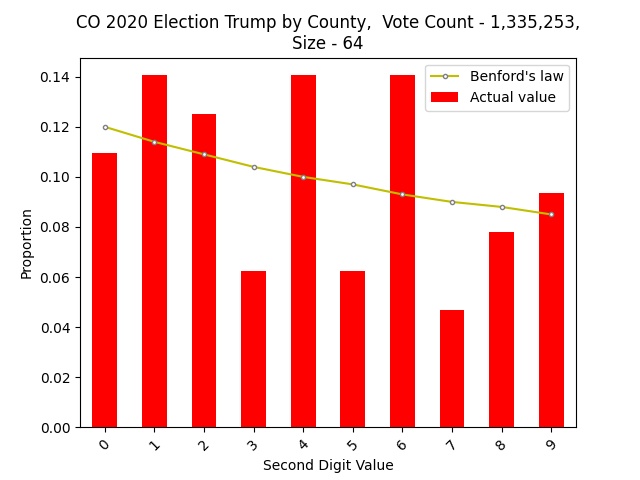 CO 2020 Election Trump by County,  Vote Count - 1,335,253,
Size - 64
Benford's law
Actual value
0.14
0.12
0.10
0.08
0.06
0.04
0.02
0.00
Proportion
0 1 2 3 4 5 6 7 8 9
Second Digit Value